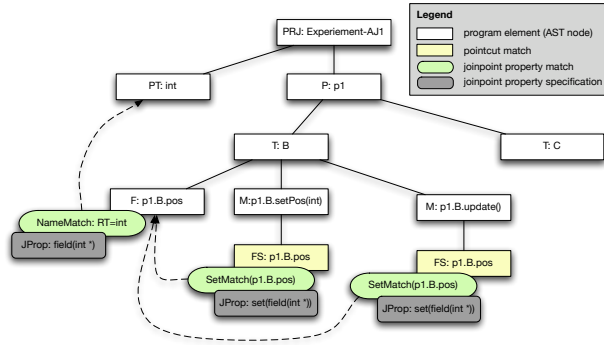 Legend
program element (AST node)
pointcut match
joinpoint property match
joinpoint property specification
PRJ: Experiement-AJ1
PT: int
P: p1
T: B
T: C
F: p1.B.pos
M:p1.B.setPos(int)
M: p1.B.update()
NameMatch: RT=int
JProp: field(int *)
FS: p1.B.pos
SetMatch(p1.B.pos)
JProp: set(field(int *))
FS: p1.B.pos
SetMatch(p1.B.pos)
JProp: set(field(int *))